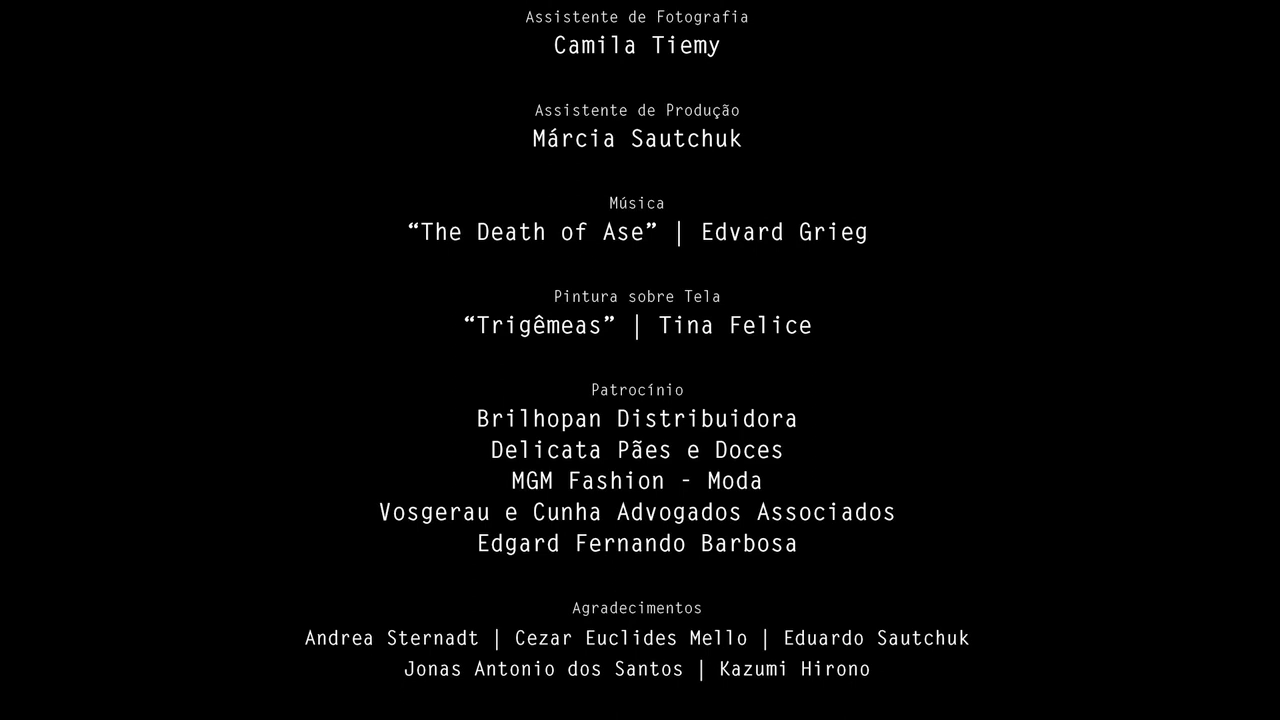 Assistente de Fotografia
Camila Tiemy
Assistente de Produção
Márcia Sautchuk
Música
“The Death of Ase” | Edvard Grieg
Pintura sobre Tela
“Trigêmeas” | Tina Felice
Patrocínio
Brilhopan Distribuidora
Delicata Pães e Doces
MGM Fashion - Moda
Vosgerau e Cunha Advogados Associados
Edgard Fernando Barbosa
Agradecimentos
Andrea Sternadt | Cezar Euclides Mello | Eduardo Sautchuk
Jonas Antonio dos Santos | Kazumi Hirono